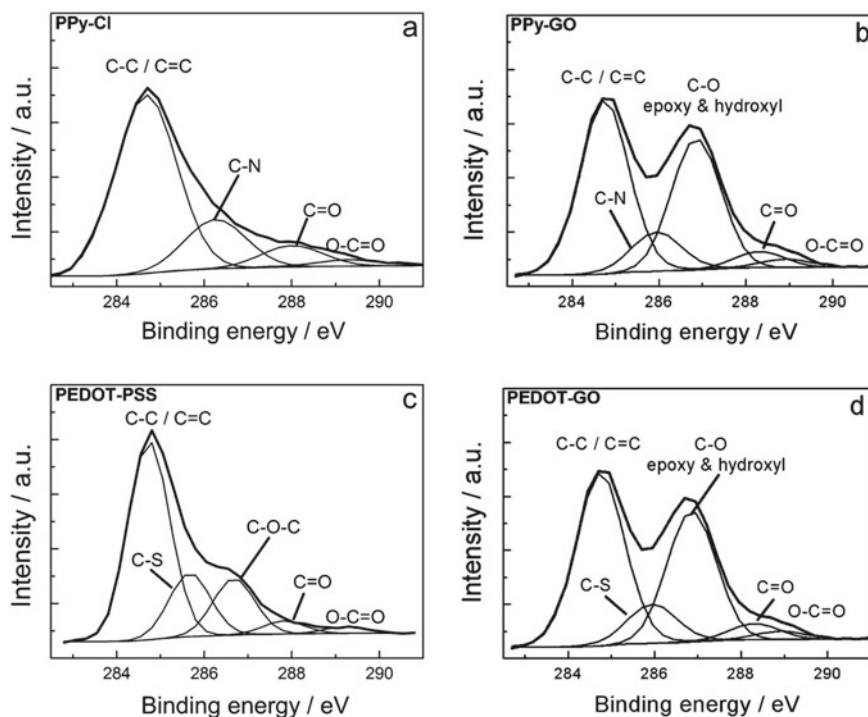 PPy-Cl
a
C-C / C=C
C-N
C=O
O-C=O
Intensity / a.u.
284 286 288 290
Binding energy / eV
PPy-GO
b
C-C / C=C
C-O
epoxy & hydroxyl
C-N
C=O
O-C=O
Intensity / a.u.
284 286 288 290
Binding energy / eV
PEDOT-PSS
c
C-C / C=C
C-O-C
C-S
C=O
O-C=O
Intensity / a.u.
284 286 288 290
Binding energy / eV
PEDOT-GO
d
C-C / C=C
C-O
epoxy & hydroxyl
C-S
C=O
O-C=O
Intensity / a.u.
284 286 288 290
Binding energy / eV